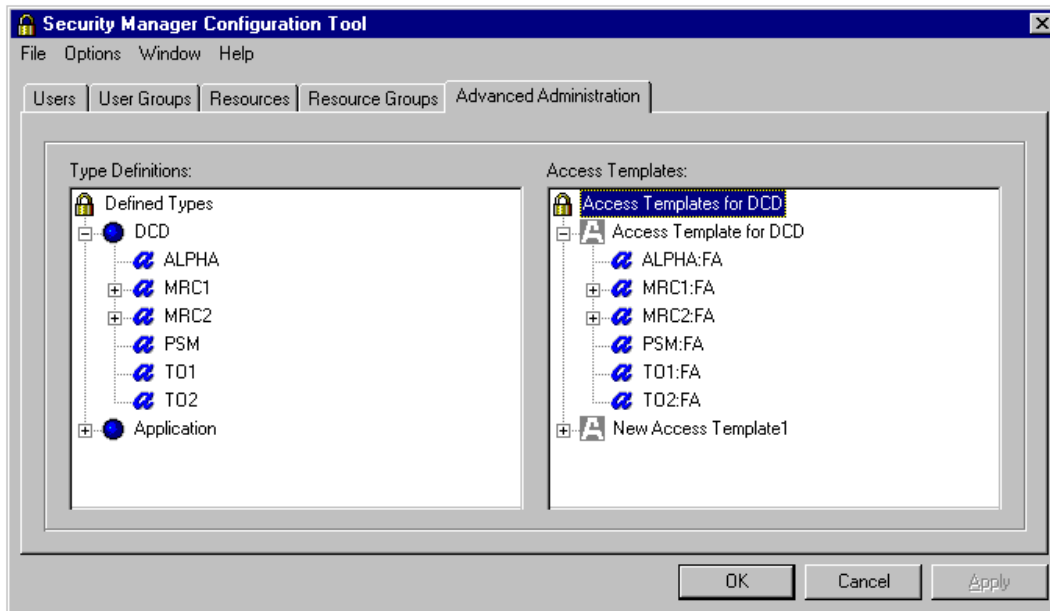 Security Manager Configuration Tool
File Options Window Help
Users User Groups Resources Resource Groups Advanced Administration
Type Definitions:
Defined Types
DCD
ALPHA
MRC1
MRC2
PSM
TO1
TO2
Application
Access Templates:
Access Templates for DCD
Access Template for DCD
ALPHA:FA
MRC1:FA
MRC2:FA
PSM:FA
TO1:FA
TO2:FA
New Access Template1
OK Cancel Apply